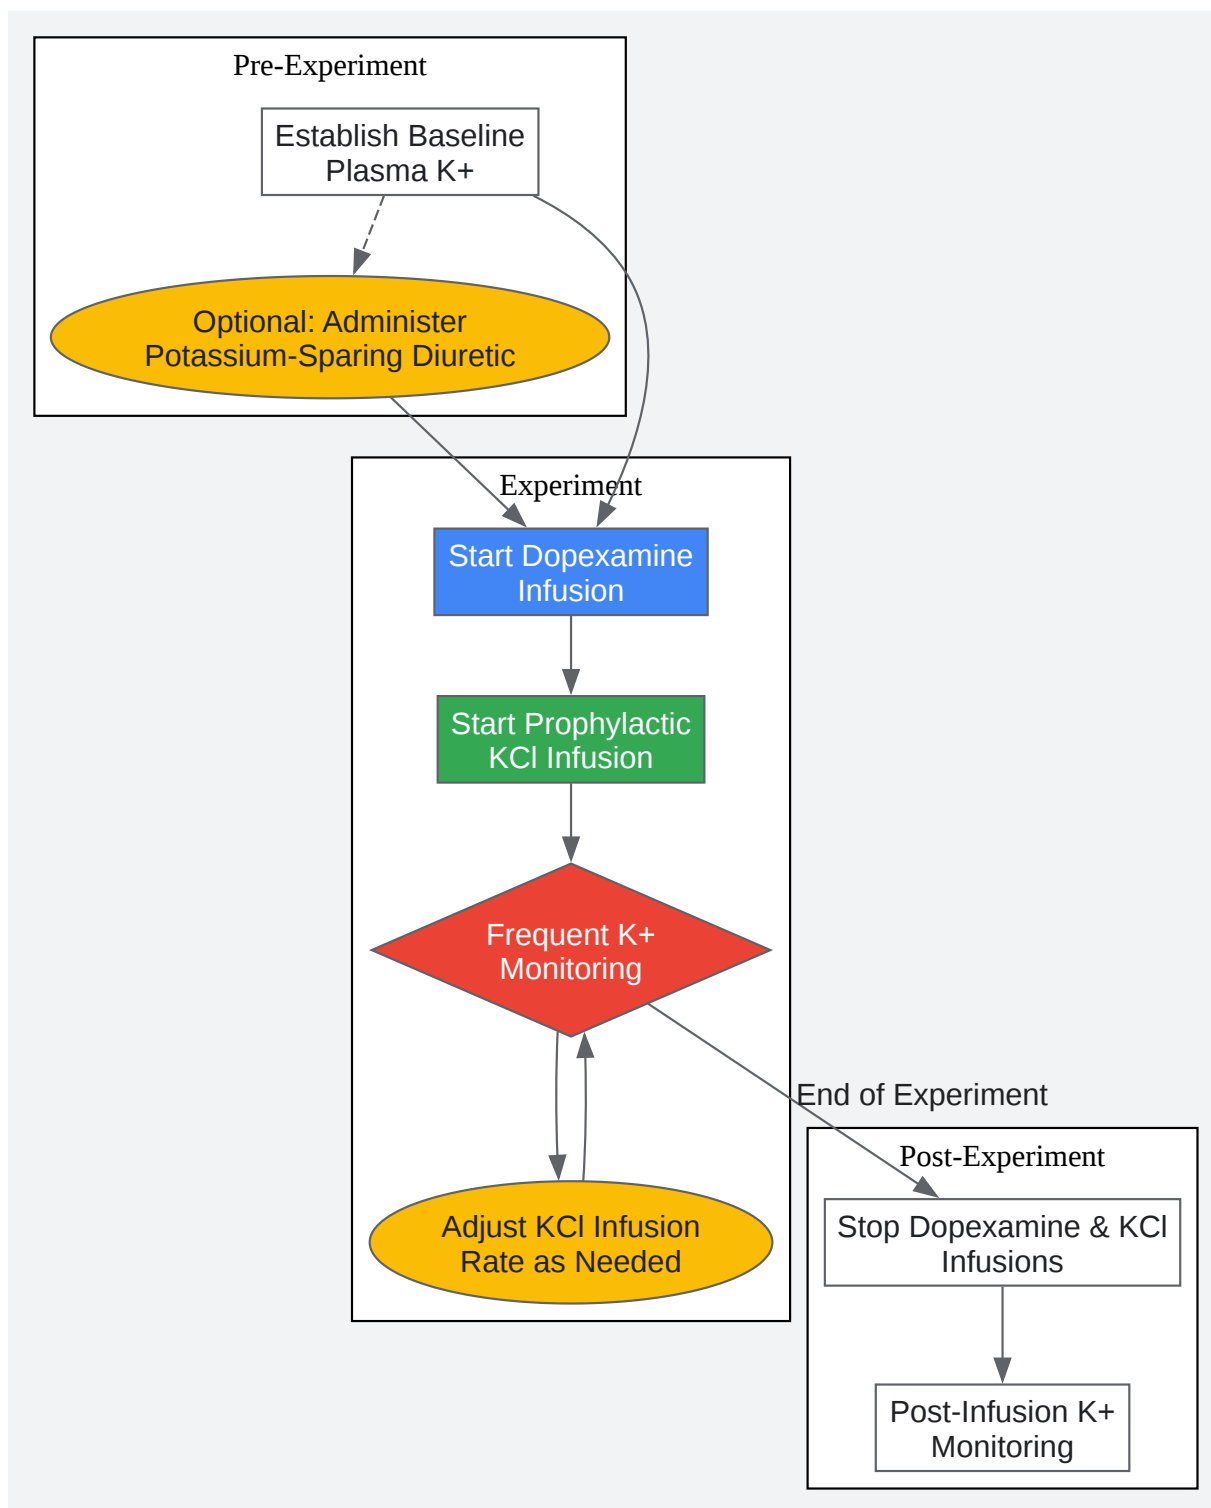 Pre-Experiment
Establish Baseline
Plasma K+
Optional: Administer
Potassium-Sparing Diuretic
Experiment
Start Dopexamine
Infusion
Start Prophylactic
KCl Infusion
Frequent K+
Monitoring
End of Experiment
Adjust KCl Infusion
Rate as Needed
Post-Experiment
Stop Dopexamine & KCl
Infusions
Post-Infusion K+
Monitoring